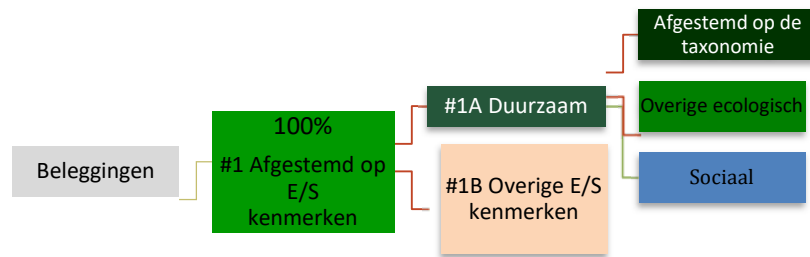 Beleggingen
100%
#1 Afgestemd op
E/S
kenmerken
#1A Duurzaam
#1B Overige E/S
kenmerken
Afgestemd op de
taxonomie
Overige ecologisch
Sociaal